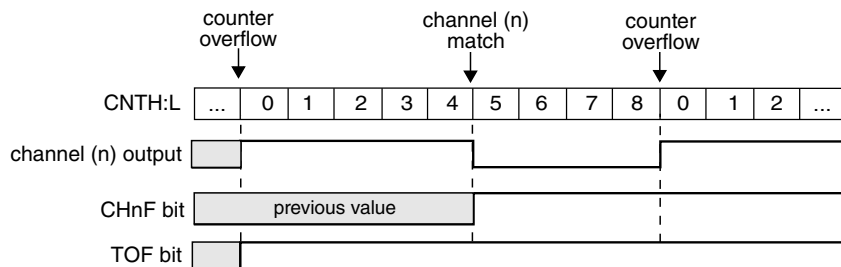 counter
overflow
channel (n)
match
counter
overflow
CNTH:L ... 0 1 2 3 4 5 6 7 8 0 1 2 ...
channel (n) output
CHnF bit previous value
TOF bit